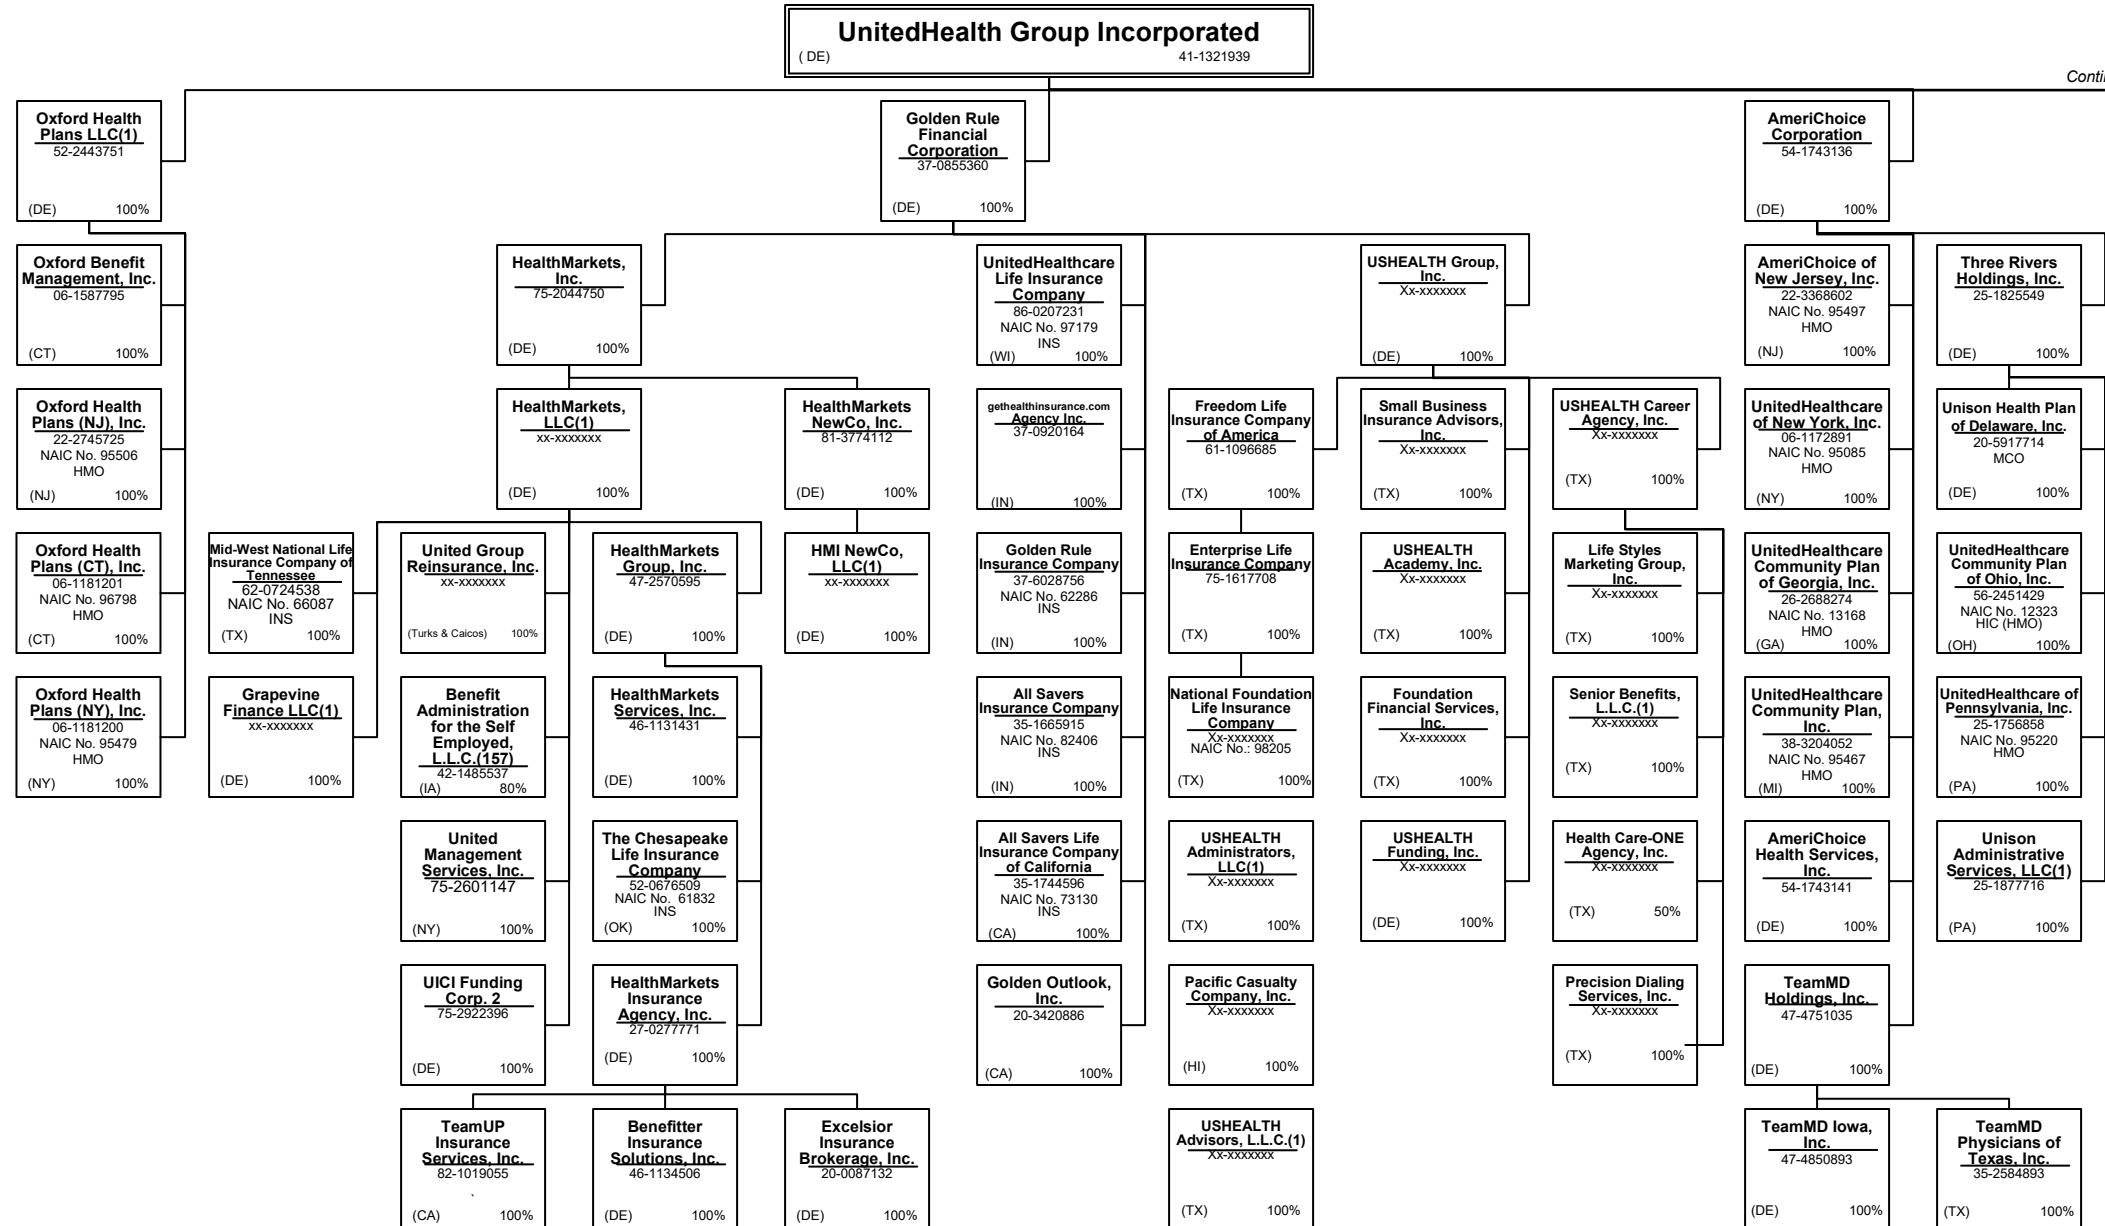 UnitedHealth Group Incorporated
( DE) 41-1321939
Conti
Oxford Health
Plans LLC(1)
52-2443751
(DE) 100%
Golden Rule
Financial
Corporation
37-0855360
(DE) 100%
AmeriChoice
Corporation
54-1743136
(DE) 100%
Oxford Benefit
Management, Inc.
06-1587795
(CT) 100%
HealthMarkets,
Inc.
75-2044750
(DE) 100%
UnitedHealthcare
Life Insurance
Company
86-0207231
NAIC No. 97179
INS
(WI) 100%
USHEALTH Group,
Inc.
Xx-xxxxxxx
(DE) 100%
AmeriChoice of
New Jersey, Inc.
22-3368602
NAIC No. 95497
HMO
(NJ) 100%
Three Rivers
Holdings, Inc.
25-1825549
(DE) 100%
Oxford Health
Plans (NJ), Inc.
22-2745725
NAIC No. 95506
HMO
(NJ) 100%
HealthMarkets,
LLC(1)
xx-xxxxxxx
(DE) 100%
HealthMarkets
NewCo, Inc.
81-3774112
(DE) 100%
gethealthinsurance.com
Agency Inc.
37-0920164
(IN) 100%
Freedom Life
Insurance Company
of America
61-1096685
(TX) 100%
Small Business
Insurance Advisors,
Inc.
Xx-xxxxxxx
(TX) 100%
USHEALTH Career
Agency, Inc.
Xx-xxxxxxx
(TX) 100%
UnitedHealthcare
of New York, Inc.
06-1172891
NAIC No. 95085
HMO
(NY) 100%
Unison Health Plan
of Delaware, Inc.
20-5917714
MCO
(DE) 100%
Oxford Health
Plans (CT), Inc.
06-1181201
NAIC No. 96798
HMO
(CT) 100%
Mid-West National Life
Insurance Company of
Tennessee
62-0724538
NAIC No. 66087
INS
(TX) 100%
United Group
Reinsurance, Inc.
xx-xxxxxxx
(Turks & Caicos) 100%
HealthMarkets
Group, Inc.
47-2570595
(DE) 100%
HMI NewCo,
LLC(1)
xx-xxxxxxx
(DE) 100%
Golden Rule
Insurance Company
37-6028756
NAIC No. 62286
INS
(IN) 100%
Enterprise Life
Insurance Company
75-1617708
(TX) 100%
USHEALTH
Academy, Inc.
Xx-xxxxxxx
(TX) 100%
Life Styles
Marketing Group,
Inc.
Xx-xxxxxxx
(TX) 100%
UnitedHealthcare
Community Plan
of Georgia, Inc.
26-2688274
NAIC No. 13168
HMO
(GA) 100%
UnitedHealthcare
Community Plan
of Ohio, Inc.
56-2451429
NAIC No. 12323
HIC (HMO)
(OH) 100%
Oxford Health
Plans (NY), Inc.
06-1181200
NAIC No. 95479
HMO
(NY) 100%
Grapevine
Finance LLC(1)
xx-xxxxxxx
(DE) 100%
Benefit
Administration
for the Self
Employed,
L.L.C.(157)
42-1485537
(IA) 80%
HealthMarkets
Services, Inc.
46-1131431
(DE) 100%
All Savers
Insurance Company
35-1665915
NAIC No. 82406
INS
(IN) 100%
National Foundation
Life Insurance
Company
Xx-xxxxxxx
NAIC No.: 98205
(TX) 100%
Foundation
Financial Services,
Inc.
Xx-xxxxxxx
(TX) 100%
Senior Benefits,
L.L.C.(1)
Xx-xxxxxxx
(TX) 100%
UnitedHealthcare
Community Plan,
Inc.
38-3204052
NAIC No. 95467
HMO
(MI) 100%
UnitedHealthcare of
Pennsylvania, Inc.
25-1756858
NAIC No. 95220
HMO
(PA) 100%
United
Management
Services, Inc.
75-2601147
(NY) 100%
The Chesapeake
Life Insurance
Company
52-0676509
NAIC No. 61832
INS
(OK) 100%
All Savers Life
Insurance Company
of California
35-1744596
NAIC No. 73130
INS
(CA) 100%
USHEALTH
Administrators,
LLC(1)
Xx-xxxxxxx
(TX) 100%
USHEALTH
Funding, Inc.
Xx-xxxxxxx
(DE) 100%
Health Care-ONE
Agency, Inc.
Xx-xxxxxxx
(TX) 50%
AmeriChoice
Health Services,
Inc.
54-1743141
(DE) 100%
Unison
Administrative
Services, LLC(1)
25-1877716
(PA) 100%
UICI Funding
Corp. 2
75-2922396
(DE) 100%
HealthMarkets
Insurance
Agency, Inc.
27-0277771
(DE) 100%
Golden Outlook,
Inc.
20-3420886
(CA) 100%
Pacific Casualty
Company, Inc.
Xx-xxxxxxx
(HI) 100%
Precision Dialing
Services, Inc.
Xx-xxxxxxx
(TX) 100%
TeamMD
Holdings, Inc.
47-4751035
(DE) 100%
TeamUP
Insurance
Services, Inc.
82-1019055
(CA) 100%
Benefitter
Insurance
Solutions, Inc.
46-1134506
(DE) 100%
Excelsior
Insurance
Brokerage, Inc.
20-0087132
(DE) 100%
USHEALTH
Advisors, L.L.C.(1)
Xx-xxxxxxx
(TX) 100%
TeamMD Iowa,
Inc.
47-4850893
(DE) 100%
TeamMD
Physicians of
Texas, Inc.
35-2584893
(TX) 100%